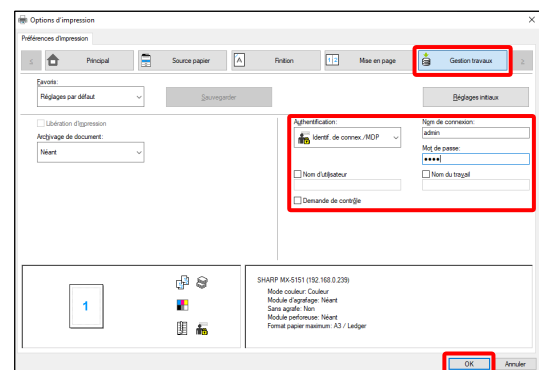 Options d'impression
Préférences d'impression
Principal
Source papier
A
Finition
1 2
Mise en page
Gestion travaux
Favoris:
Réglages par défaut
Sauvegarder
Réglages initiaux
Libération d'impression
Archivage de document:
Néant
Authentification:
Identif. de connex./MDP
Nom de connexion:
admin
Mot de passe:
••••
Nom d'utilisateur
Nom du travail
Demande de contrôle
1
SHARP MX-5151 (192.168.0.239)
Mode couleur: Couleur
Module d'agrafage: Néant
Sans agrafe: Non
Module perforeuse: Néant
Format papier maximum: A3 / Ledger
OK
Annuler